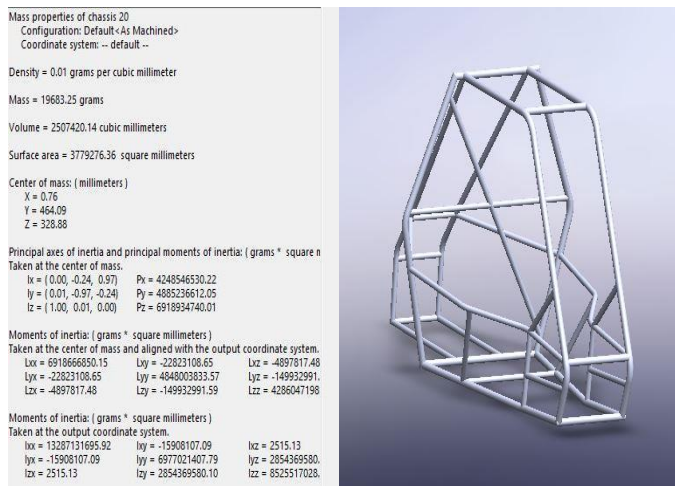 Mass properties of chassis 20
Configuration: Default<As Machined>
Coordinate system: -- default --
Density = 0.01 grams per cubic millimeter
Mass = 19683.25 grams
Volume = 2507420.14 cubic millimeters
Surface area = 3779276.36 square millimeters
Center of mass: ( millimeters )
X = 0.76
Y = 464.09
Z = 328.88
Principal axes of inertia and principal moments of inertia: ( grams * square m
Taken at the center of mass.
Ix = ( 0.00, -0.24, 0.97) Px = 4248546530.22
Iy = ( 0.01, -0.97, -0.24) Py = 4885236612.05
Iz = ( 1.00, 0.01, 0.00) Pz = 6918934740.01
Moments of inertia: ( grams * square millimeters )
Taken at the center of mass and aligned with the output coordinate system.
Lxx = 6918666850.15 Lxy = -22823108.65 Lxz = -4897817.48
Lyx = -22823108.65 Lyy = 4848003833.57 Lyz = -149932991.
Lzx = -4897817.48 Lzy = -149932991.59 Lzz = 4286047198
Moments of inertia: ( grams * square millimeters )
Taken at the output coordinate system.
Ixx = 13287131695.92 Ixy = -15908107.09 Ixz = 2515.13
Iyx = -15908107.09 Iyy = 6977021407.79 Iyz = 2854369580.
Izx = 2515.13 Izy = 2854369580.10 Izz = 8525517028.